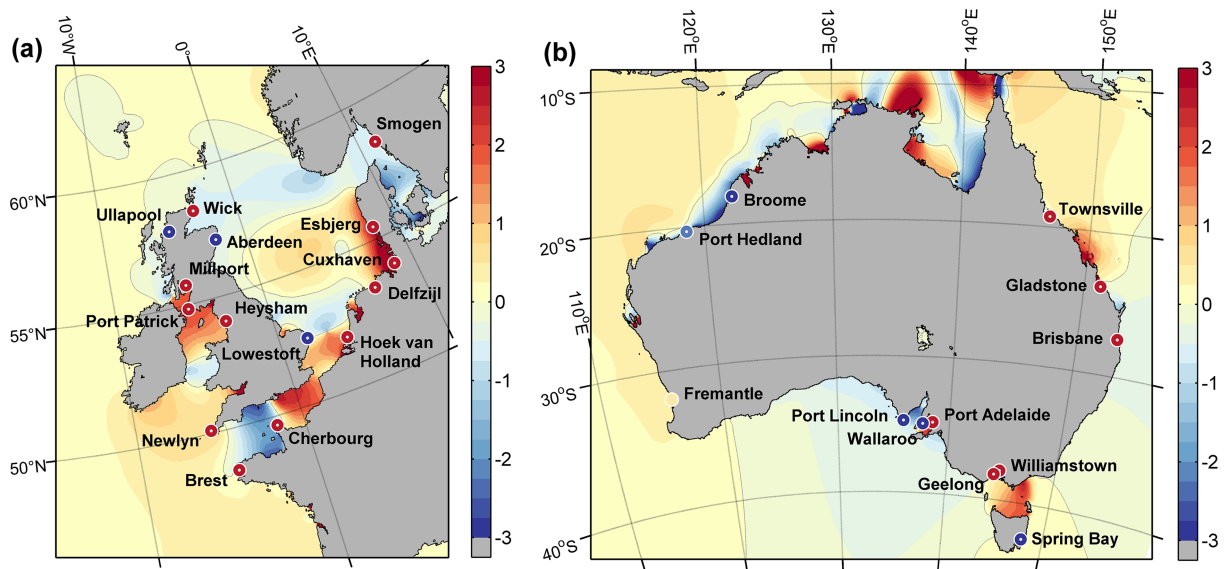 (a)
10°W
0°
10°E
60°N
55°N
50°N
Smogen
Ullapool
Wick
Aberdeen
Esbjerg
Cuxhaven
Millport
Delfzijl
Port Patrick
Heysham
Lowestoft
Hoek van
Holland
Newlyn
Cherbourg
Brest
3
2
1
0
-1
-2
-3
(b)
120°E
130°E
140°E
150°E
10°S
20°S
110°E
30°S
40°S
Broome
Port Hedland
Townsville
Gladstone
Brisbane
Fremantle
Port Lincoln
Port Adelaide
Wallaroo
Williamstown
Geelong
Spring Bay
3
2
1
0
-1
-2
-3